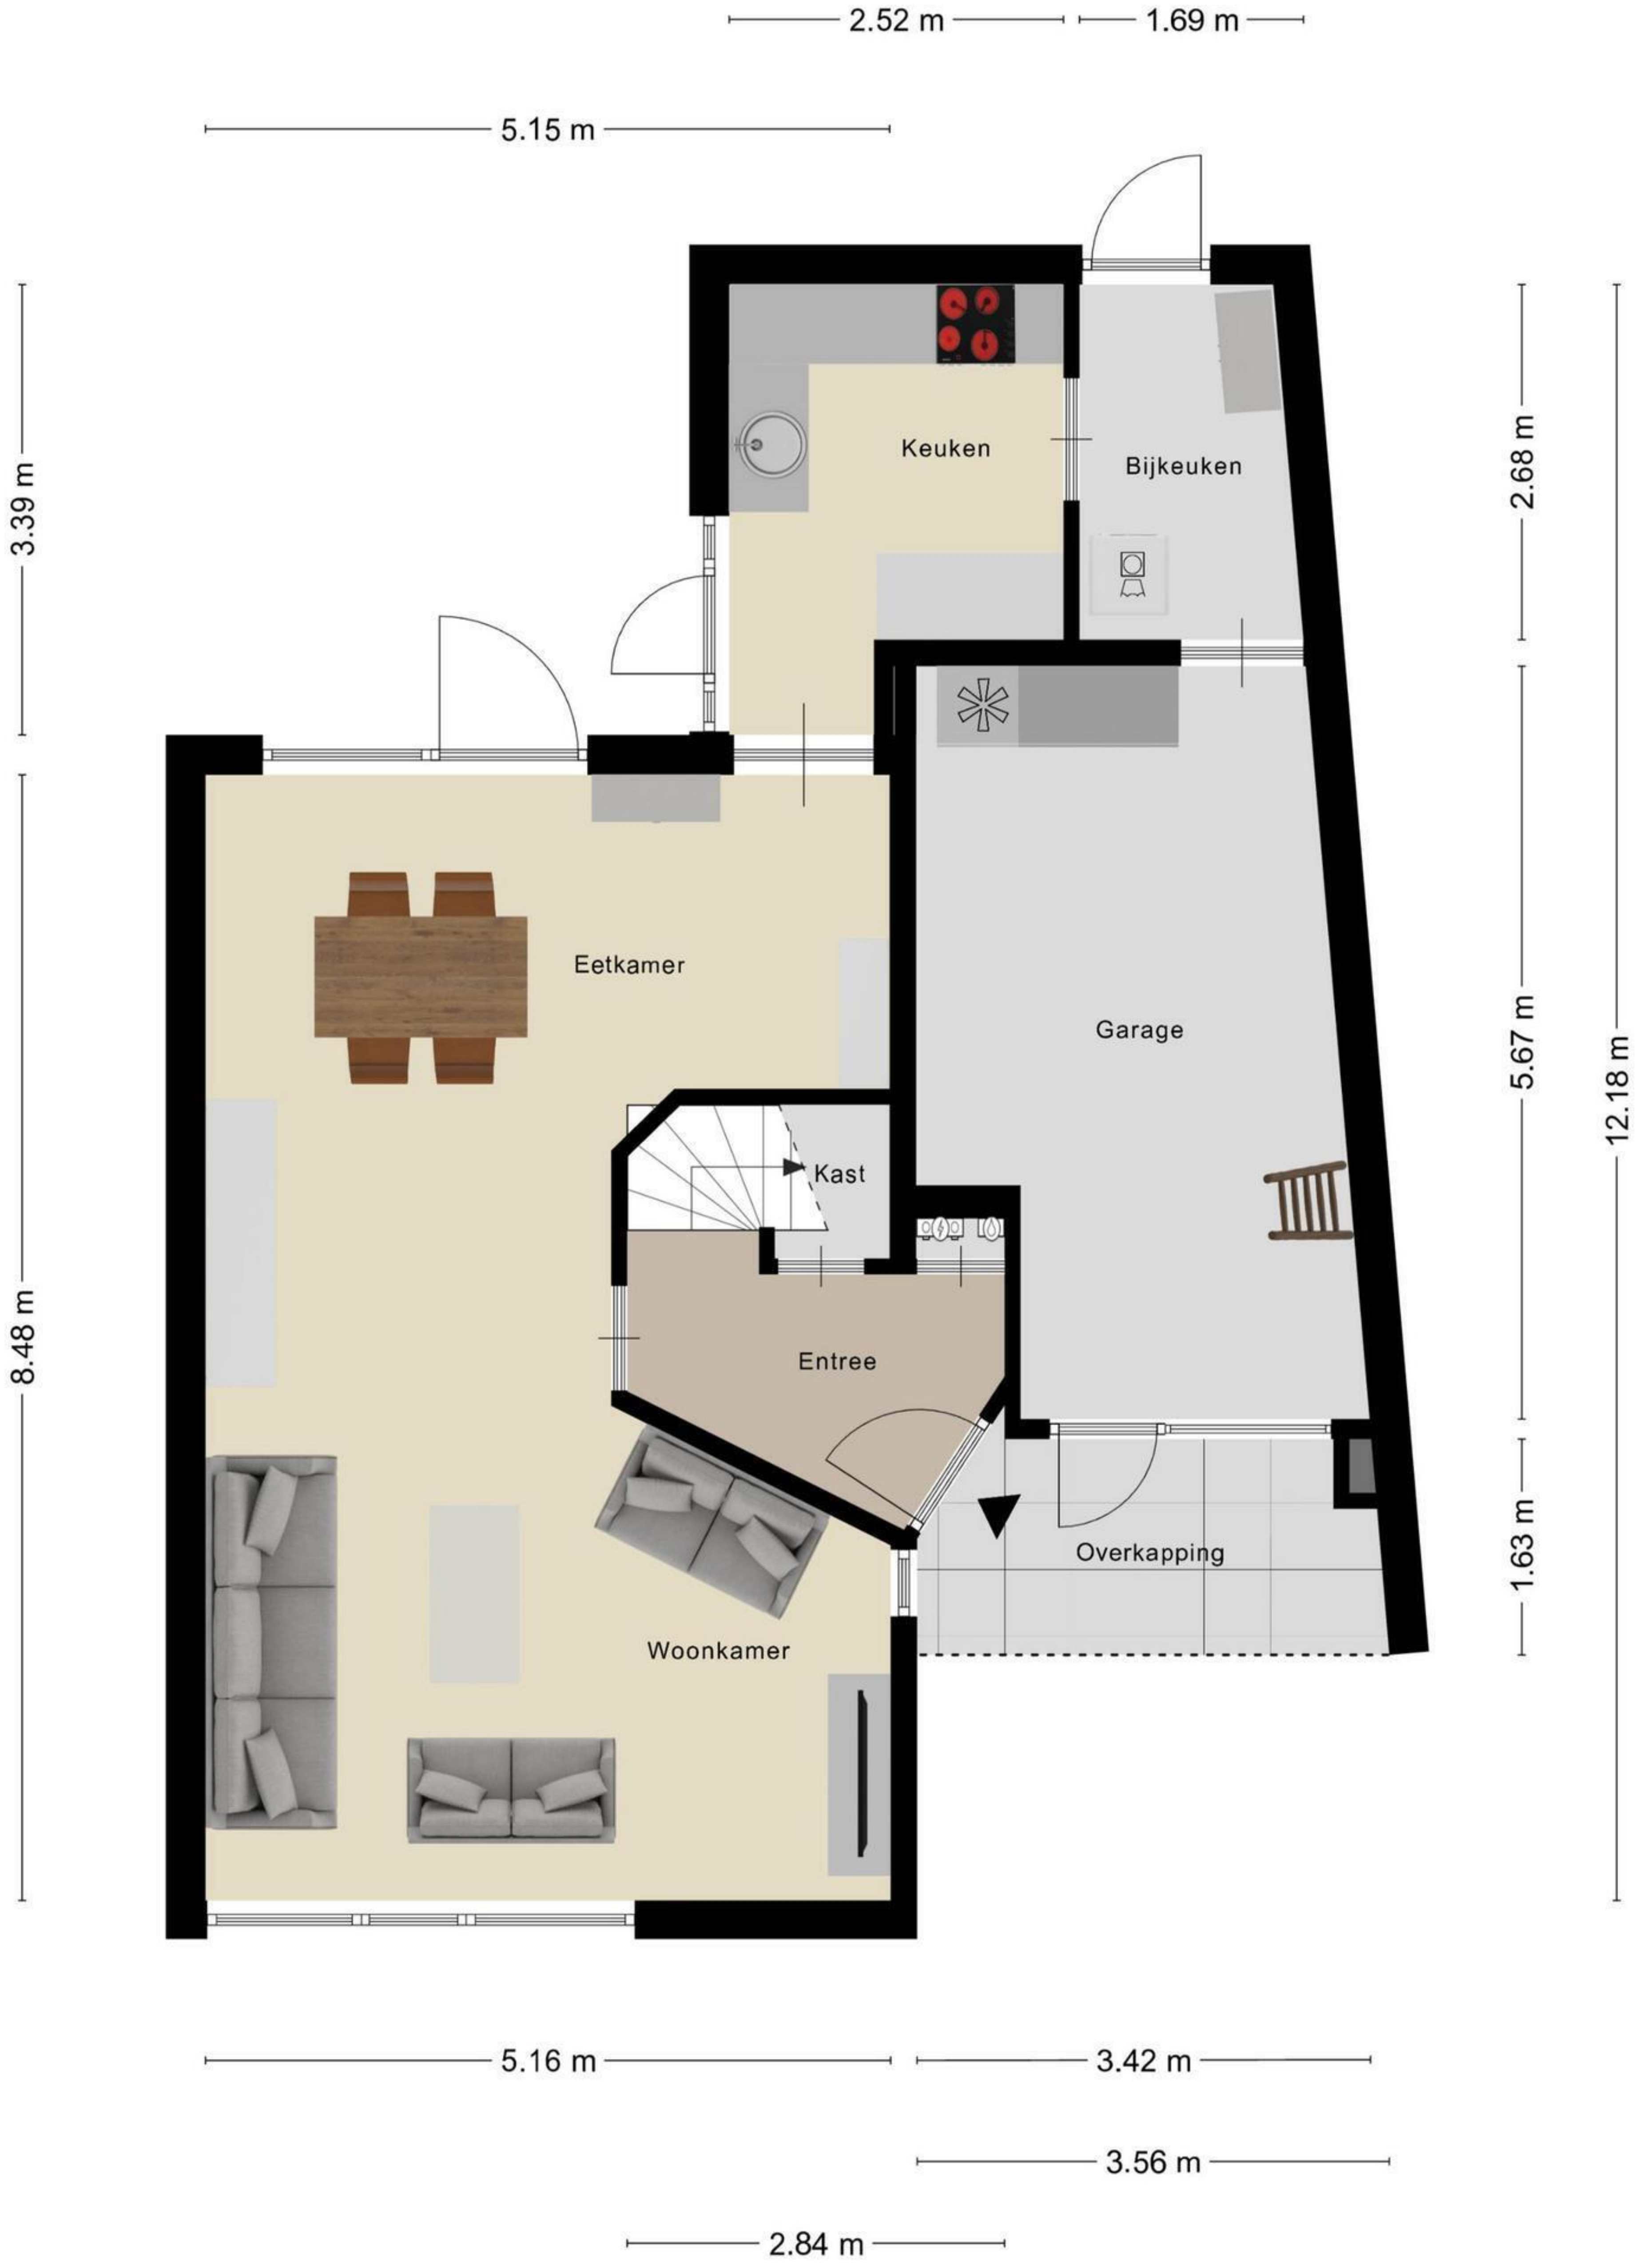 2.52 m
1.69 m
5.15 m
3.39 m
2.68 m
Keuken
Bijkeuken
Eetkamer
Garage
5.67 m
12.18 m
Kast
8.48 m
Entree
1.63 m
Overkapping
Woonkamer
5.16 m
3.42 m
3.56 m
2.84 m